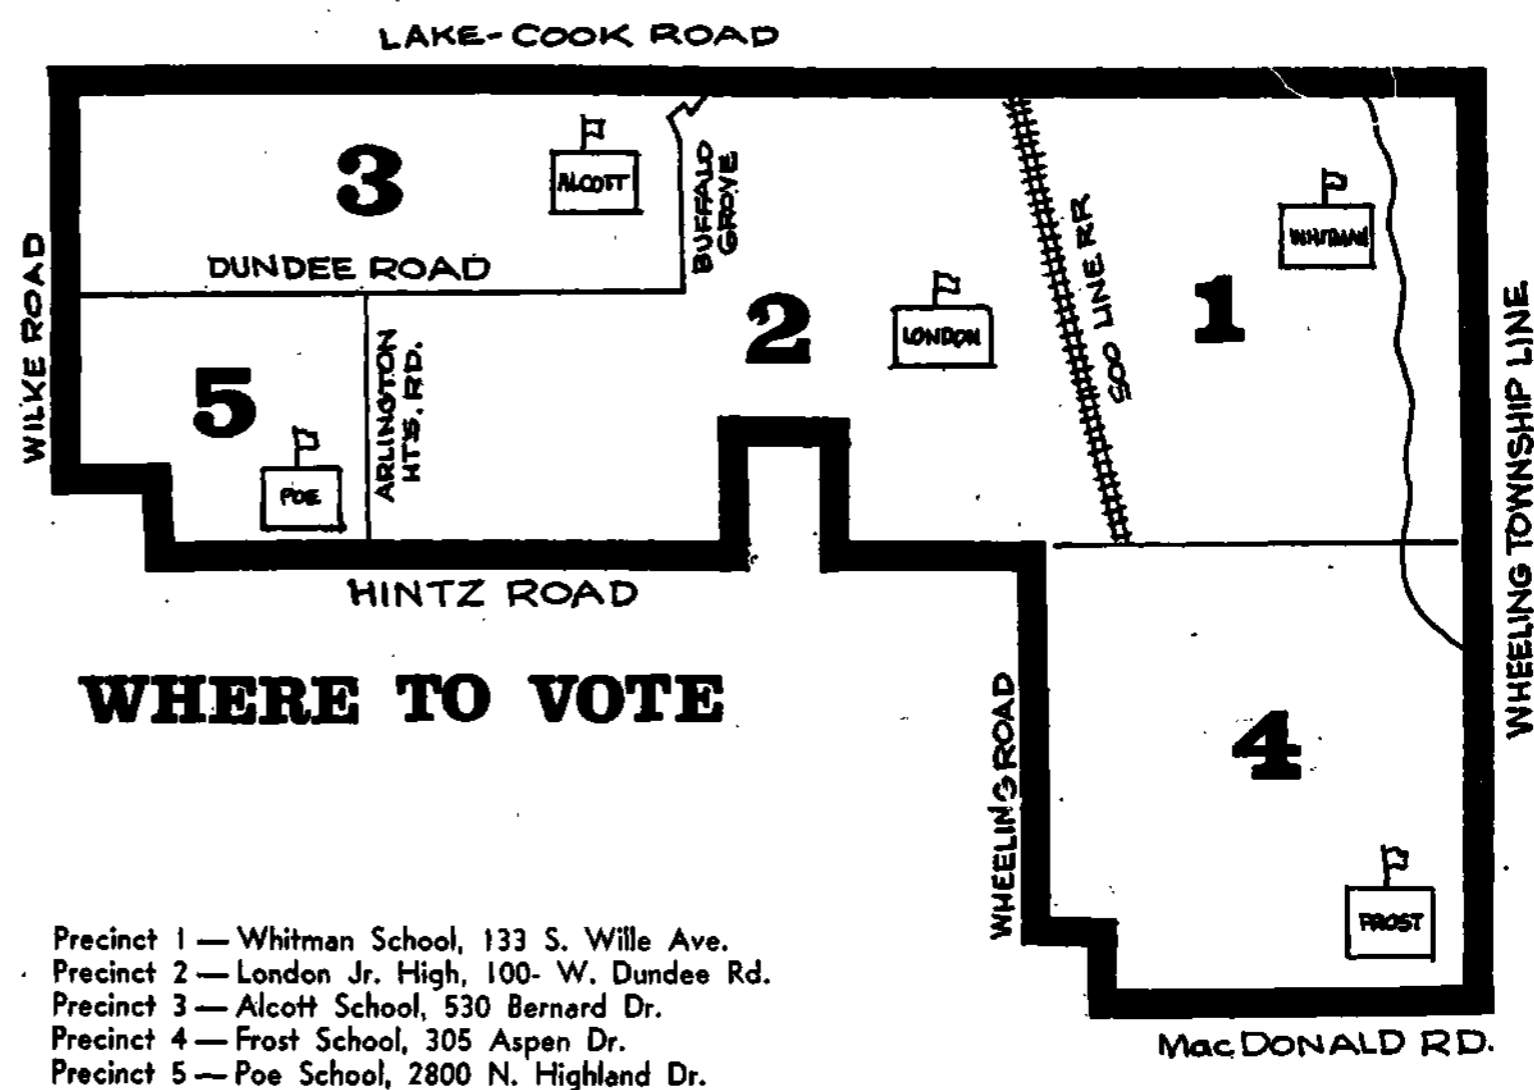 LAKE-COOK ROAD
3
ALCOTT
BUFFALO
GROVE
DUNDEE ROAD
WILKE ROAD
5
POE
ARLINGTON
HTS. RD.
2
LONDON
SOO LINE RR
1
WHITMAN
WHEELING TOWNSHIP LINE
HINTZ ROAD
WHERE TO VOTE
WHEELING ROAD
4
FROST
MacDONALD RD.
Precinct 1 — Whitman School, 133 S. Wille Ave.
Precinct 2 — London Jr. High, 100- W. Dundee Rd.
Precinct 3 — Alcott School, 530 Bernard Dr.
Precinct 4 — Frost School, 305 Aspen Dr.
Precinct 5 — Poe School, 2800 N. Highland Dr.